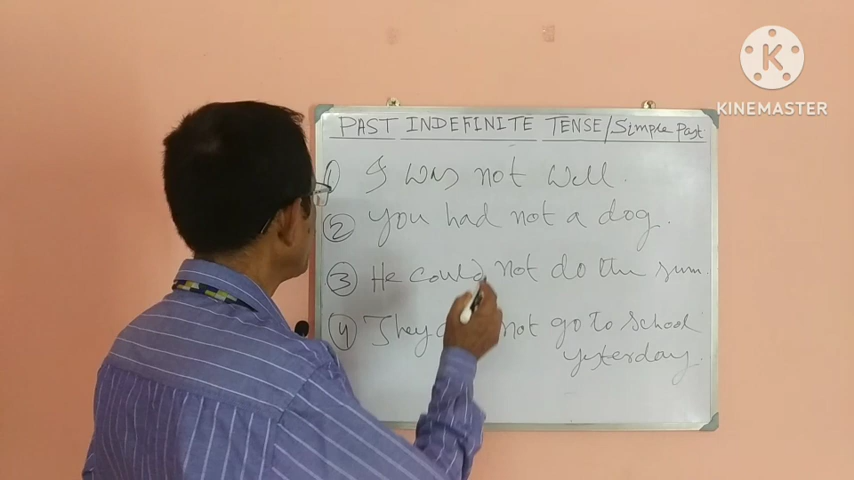 PAST INDEFINITE TENSE/Simple Past.
K
KINEMASTER
1 I was not well.
2 You had not a dog.
3 He could not do the sum.
4 They not go to school
yesterday.